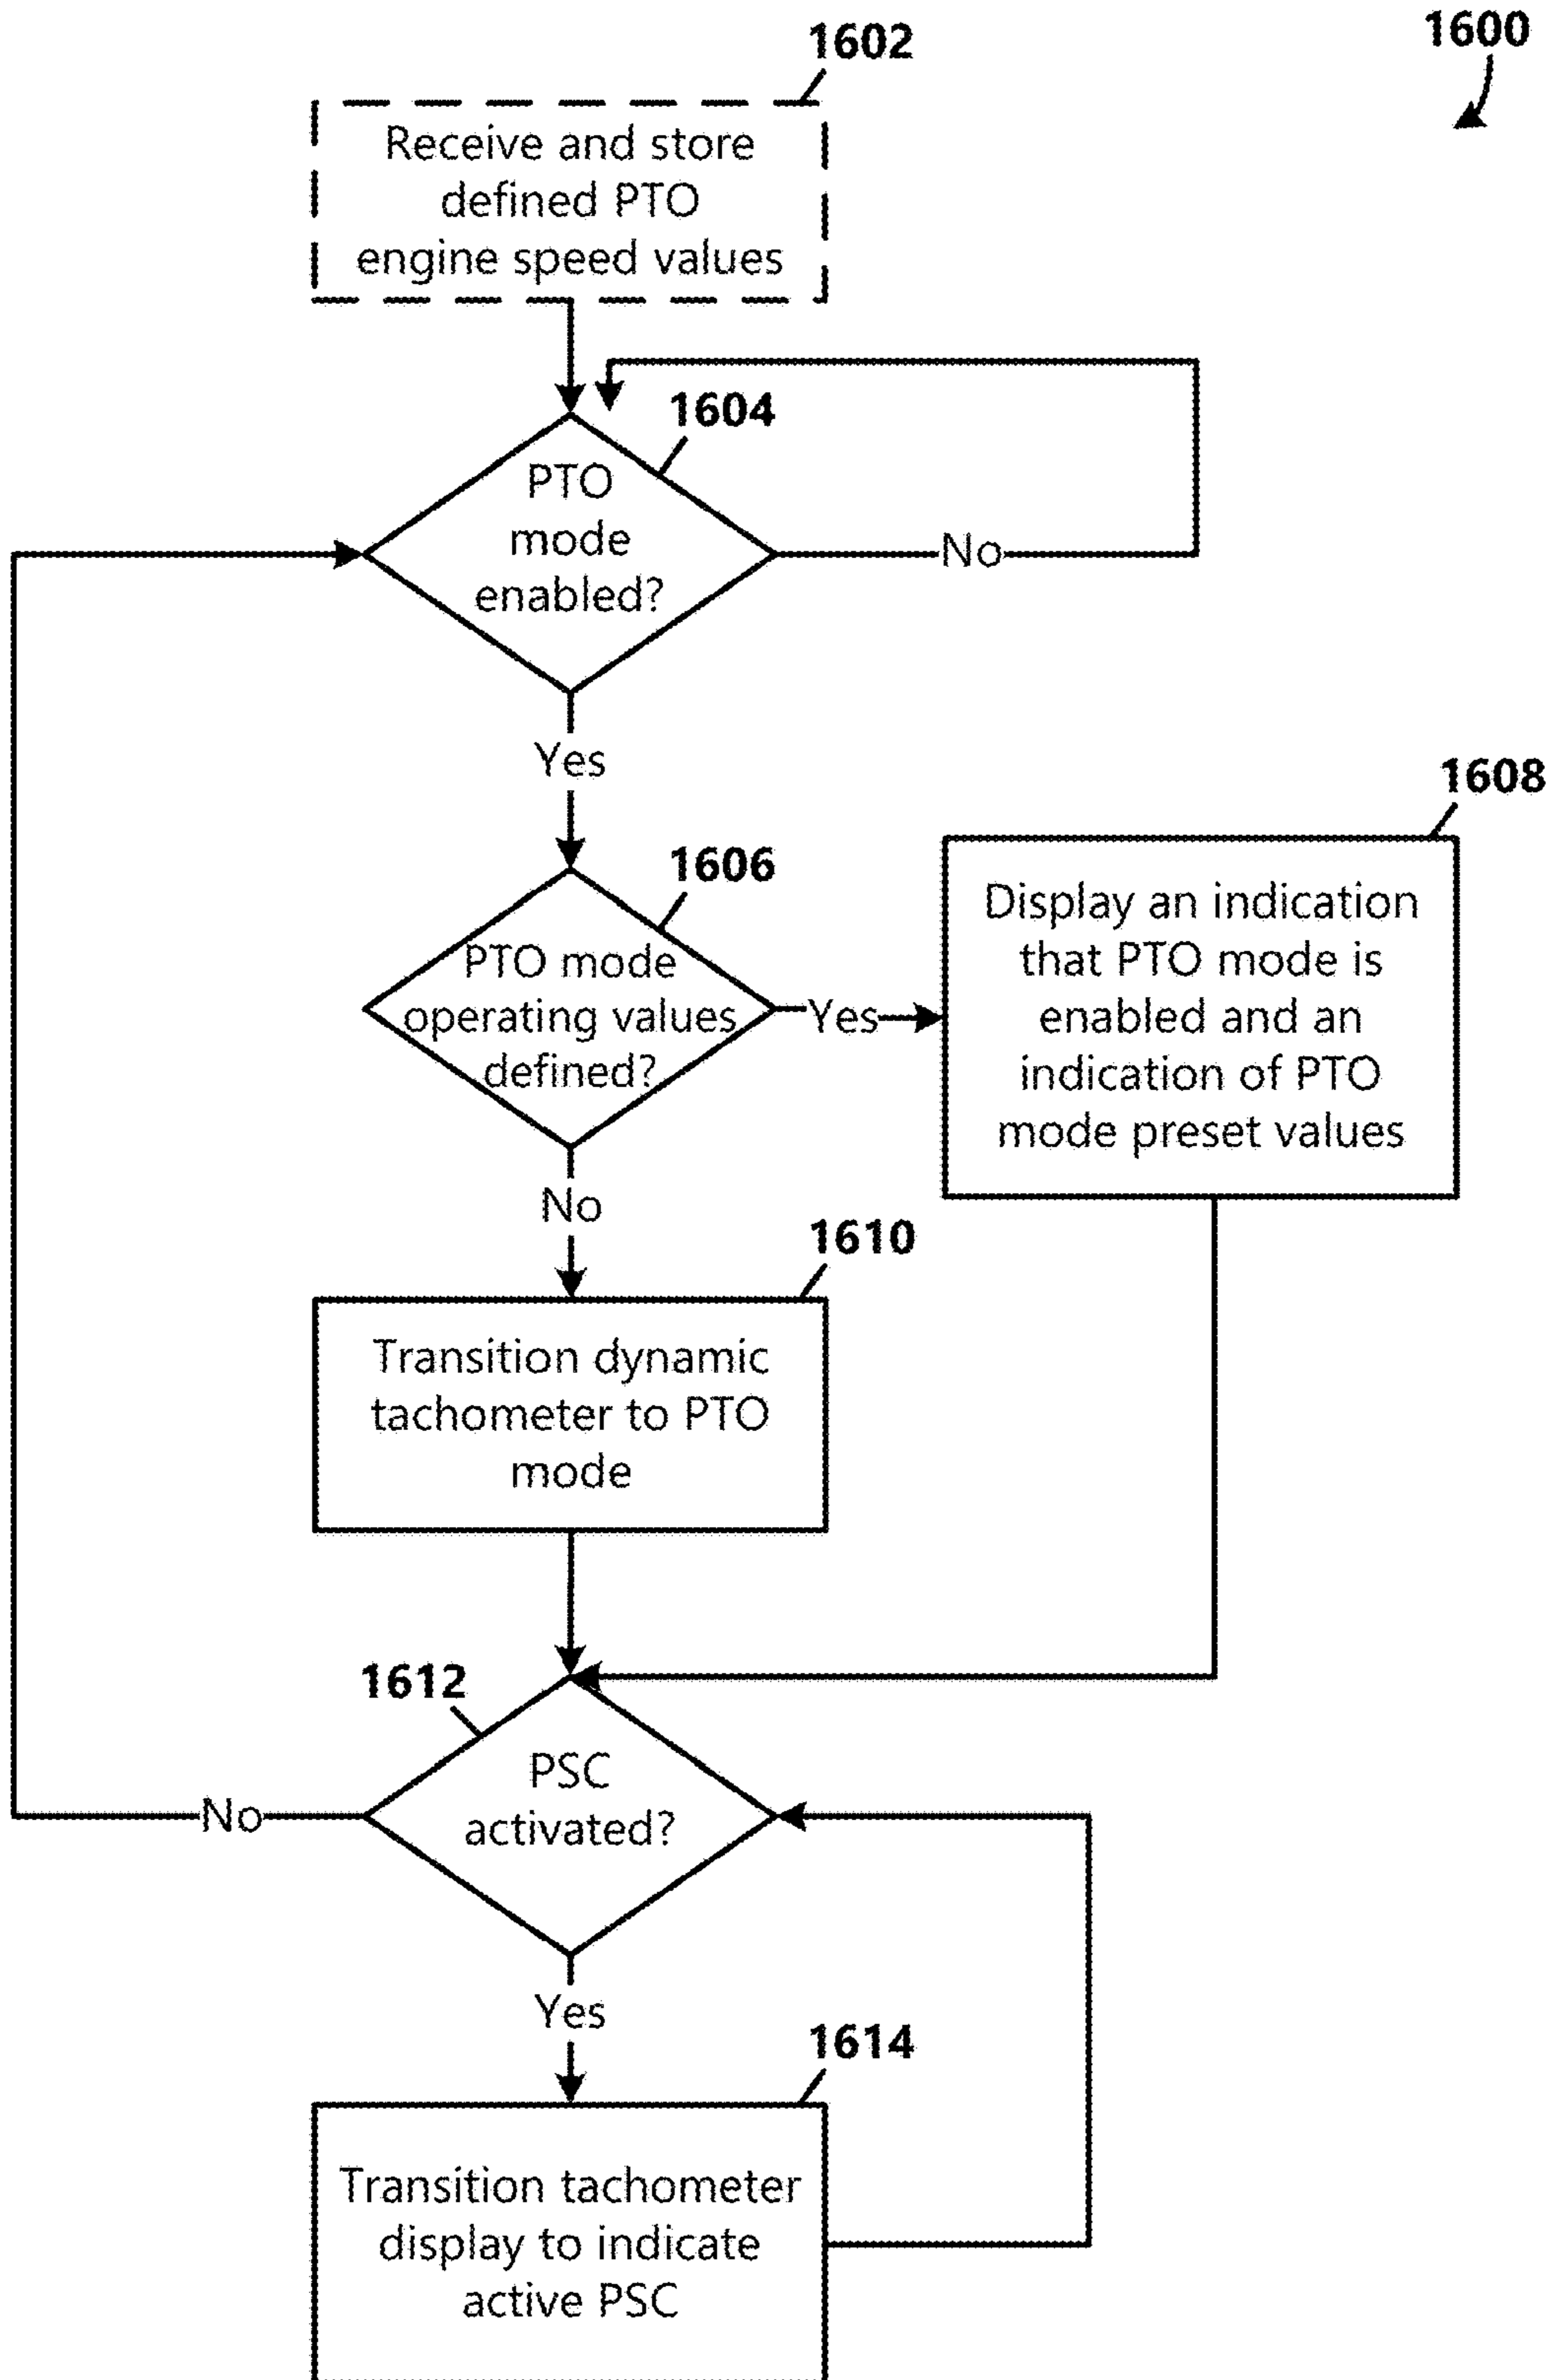 1600
1602
Receive and store
defined PTO
engine speed values
1604
PTO
mode
enabled?
No
Yes
1606
PTO mode
operating values
defined?
Yes
1608
Display an indication
that PTO mode is
enabled and an
indication of PTO
mode preset values
No
1610
Transition dynamic
tachometer to PTO
mode
1612
PSC
activated?
No
Yes
1614
Transition tachometer
display to indicate
active PSC